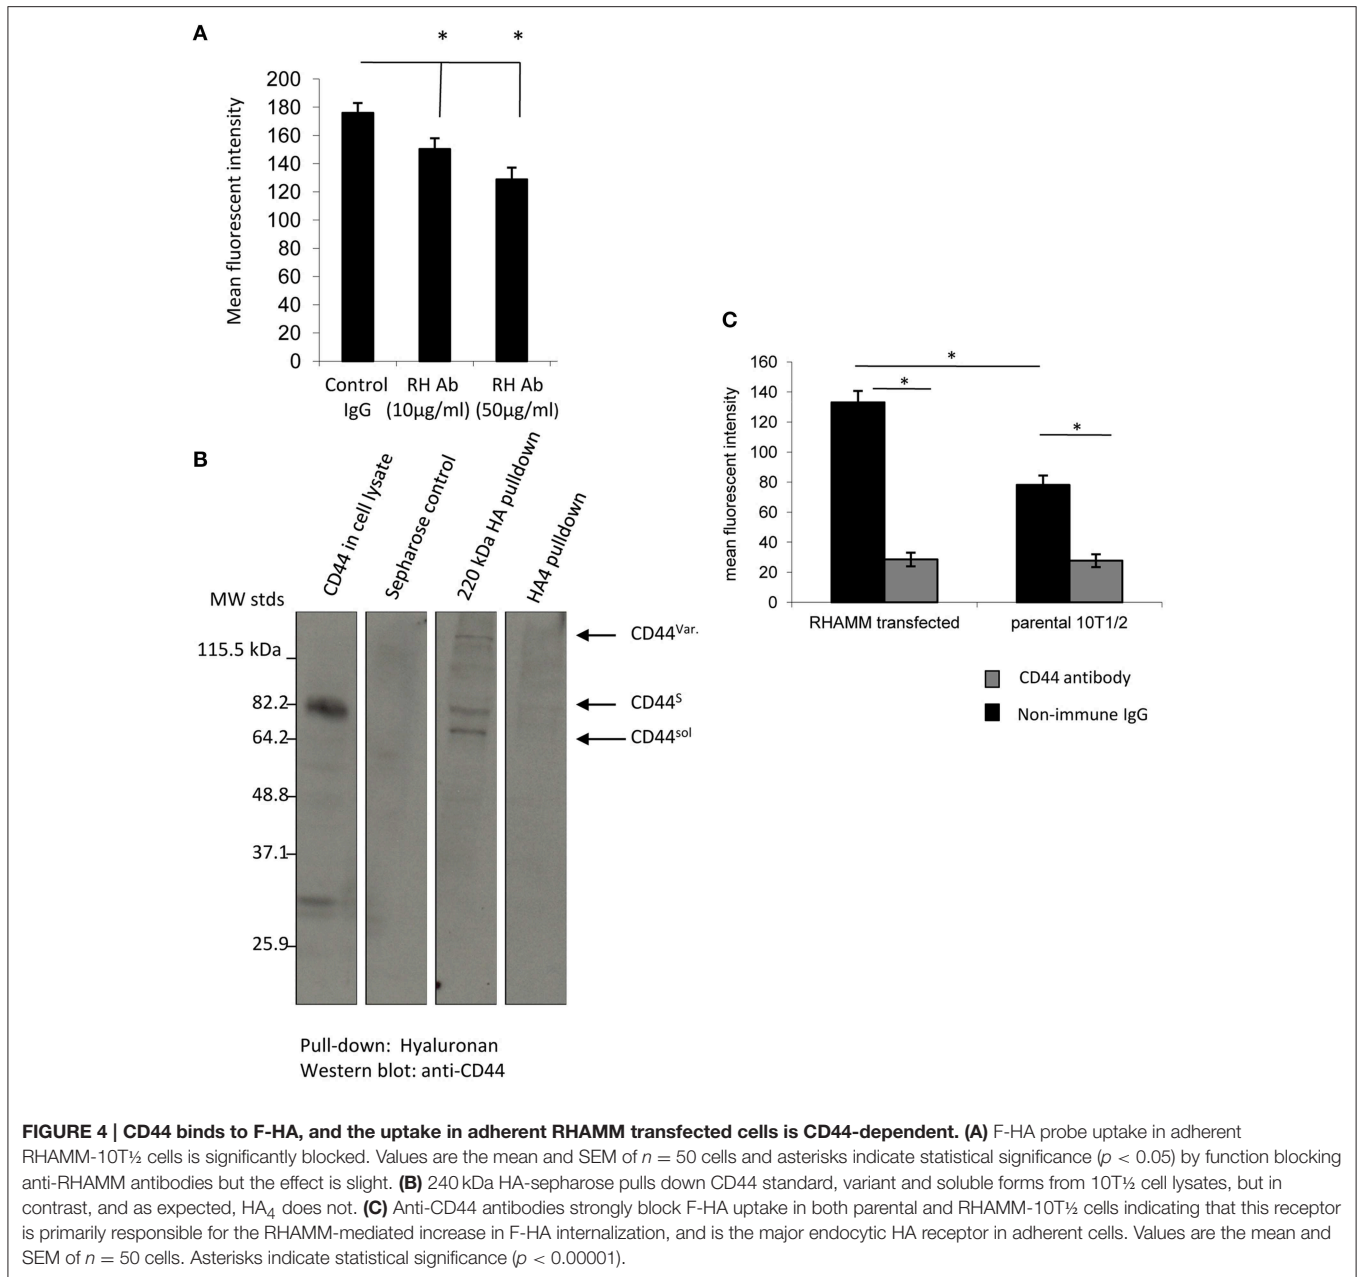 A
* *
200
180
160
140
120
100
80
60
40
20
0
Mean fluorescent intensity
Control RH Ab RH Ab
IgG (10µg/ml) (50µg/ml)
B
CD44 in cell lysate
Sepharose control
220 kDa HA pulldown
HA4 pulldown
MW stds
115.5 kDa
82.2
64.2
48.8
37.1
25.9
CD44Var.
CD44S
CD44sol
Pull-down: Hyaluronan
Western blot: anti-CD44
C
160
140
120
100
80
60
40
20
0
mean fluorescent intensity
*
*
*
RHAMM transfected parental 10T1/2
CD44 antibody
Non-immune IgG
FIGURE 4 | CD44 binds to F-HA, and the uptake in adherent RHAMM transfected cells is CD44-dependent. (A) F-HA probe uptake in adherent
RHAMM-10T½ cells is significantly blocked. Values are the mean and SEM of n = 50 cells and asterisks indicate statistical significance (p < 0.05) by function blocking
anti-RHAMM antibodies but the effect is slight. (B) 240 kDa HA-sepharose pulls down CD44 standard, variant and soluble forms from 10T½ cell lysates, but in
contrast, and as expected, HA4 does not. (C) Anti-CD44 antibodies strongly block F-HA uptake in both parental and RHAMM-10T½ cells indicating that this receptor
is primarily responsible for the RHAMM-mediated increase in F-HA internalization, and is the major endocytic HA receptor in adherent cells. Values are the mean and
SEM of n = 50 cells. Asterisks indicate statistical significance (p < 0.00001).